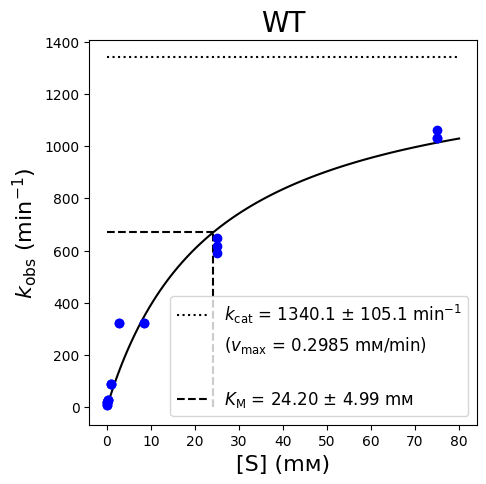 WT
1400
1200
1000
800
600
400
200
0
k_obs (min⁻¹)
k_cat = 1340.1 ± 105.1 min⁻¹
(v_max = 0.2985 mм/min)
K_M = 24.20 ± 4.99 mм
0 10 20 30 40 50 60 70 80
[S] (mм)